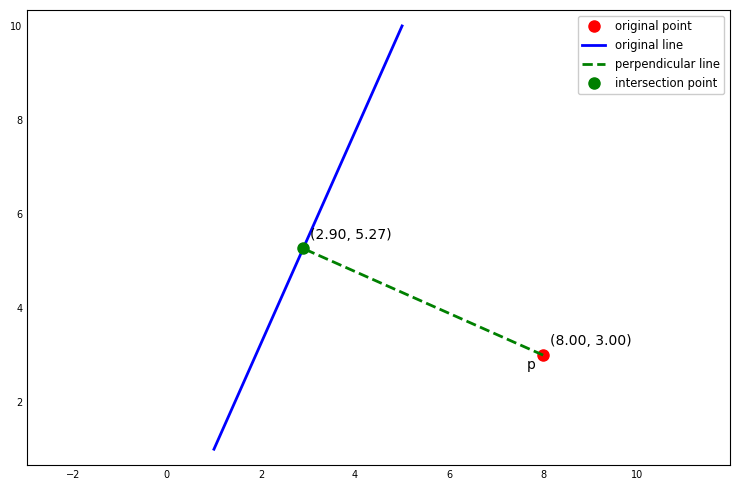 10
8
6
4
2
−2
0
2
4
6
8
10
original point
original line
perpendicular line
intersection point
(2.90, 5.27)
(8.00, 3.00)
p